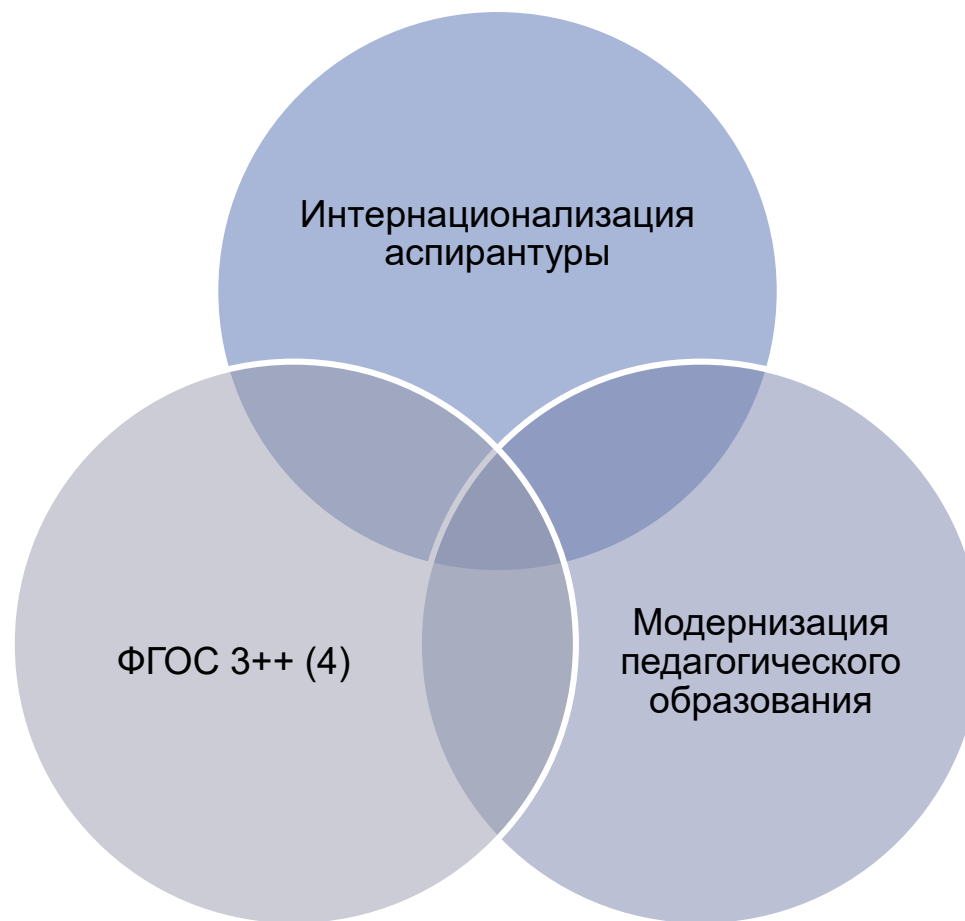 Интернационализация
аспирантуры
ФГОС 3++ (4)
Модернизация
педагогического
образования